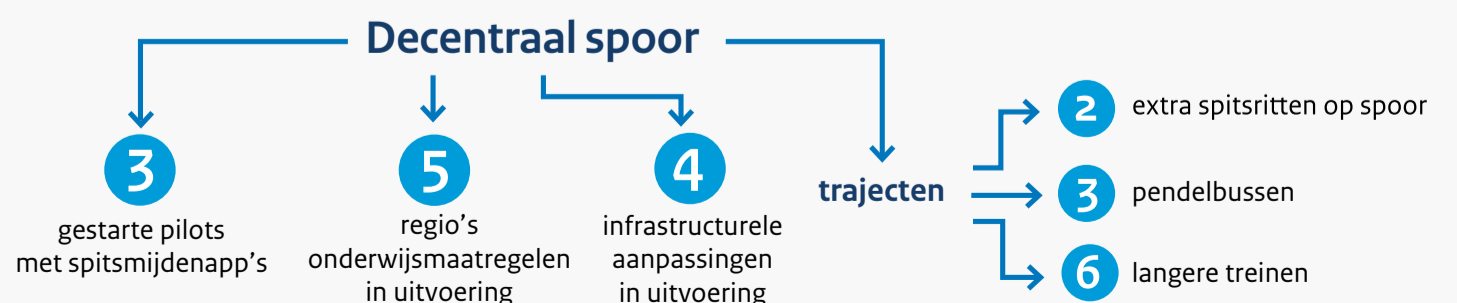 Decentraal spoor
3
gestarte pilots
met spitsmijdenapp's
5
regio's
onderwijsmaatregelen
in uitvoering
4
infrastructurele
aanpassingen
in uitvoering
trajecten
2 extra spitsritten op spoor
3 pendelbussen
6 langere treinen